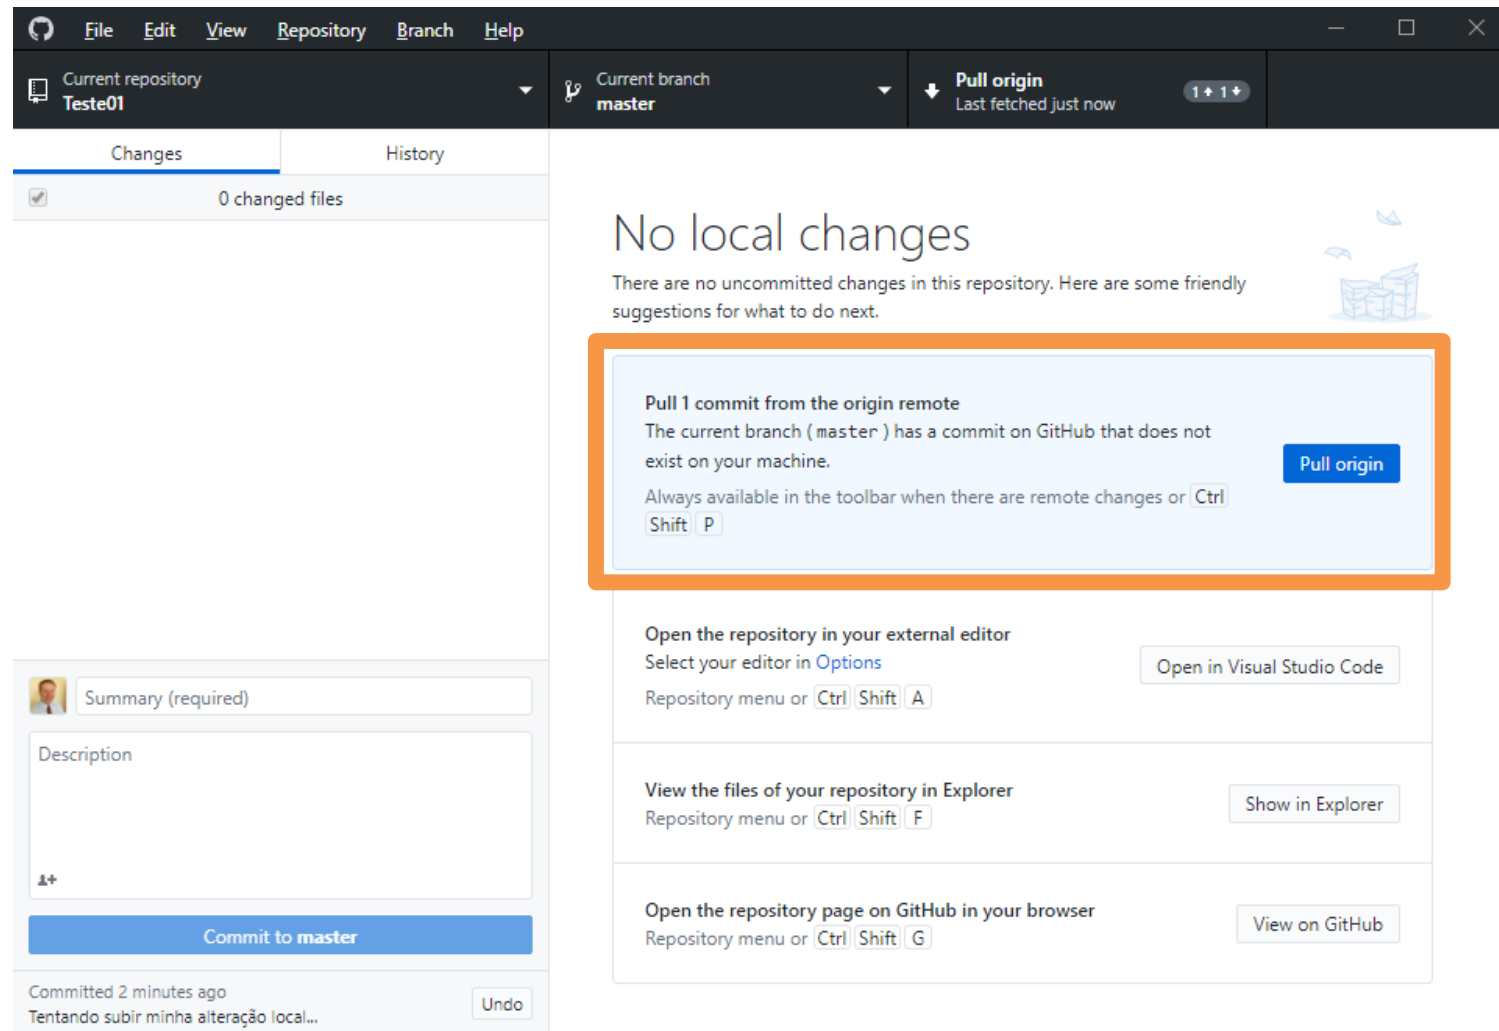 File Edit View Repository Branch Help
Current repository
Teste01
Current branch
master
Pull origin
Last fetched just now
1 1
Changes History
0 changed files
No local changes
There are no uncommitted changes in this repository. Here are some friendly
suggestions for what to do next.
Pull 1 commit from the origin remote
The current branch (master) has a commit on GitHub that does not
exist on your machine.
Pull origin
Always available in the toolbar when there are remote changes or Ctrl
Shift P
Open the repository in your external editor
Select your editor in Options
Repository menu or Ctrl Shift A
Open in Visual Studio Code
View the files of your repository in Explorer
Repository menu or Ctrl Shift F
Show in Explorer
Open the repository page on GitHub in your browser
Repository menu or Ctrl Shift G
View on GitHub
Summary (required)
Description
Commit to master
Committed 2 minutes ago
Tentando subir minha alteração local...
Undo